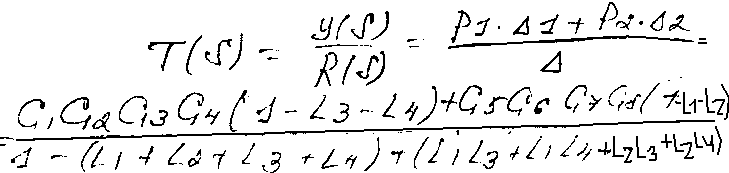 T(S) = Y(S)/R(S) = P1·Δ1 + P2·Δ2/Δ =
= G1G2G3G4(1-L3-L4)+G5G6G7G8(1-L1-L2)/1-(L1+L2+L3+L4)+(L1L3+L1L4+L2L3+L2L4)